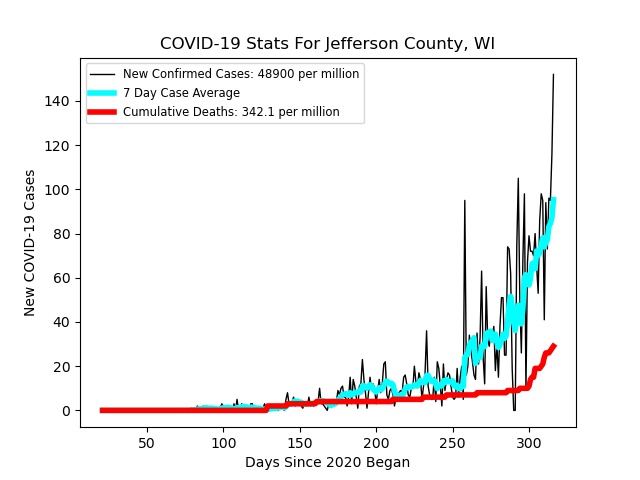 COVID-19 Stats For Jefferson County, WI
New Confirmed Cases: 48900 per million
7 Day Case Average
Cumulative Deaths: 342.1 per million
140
120
100
80
60
40
20
0
New COVID-19 Cases
50 100 150 200 250 300
Days Since 2020 Began